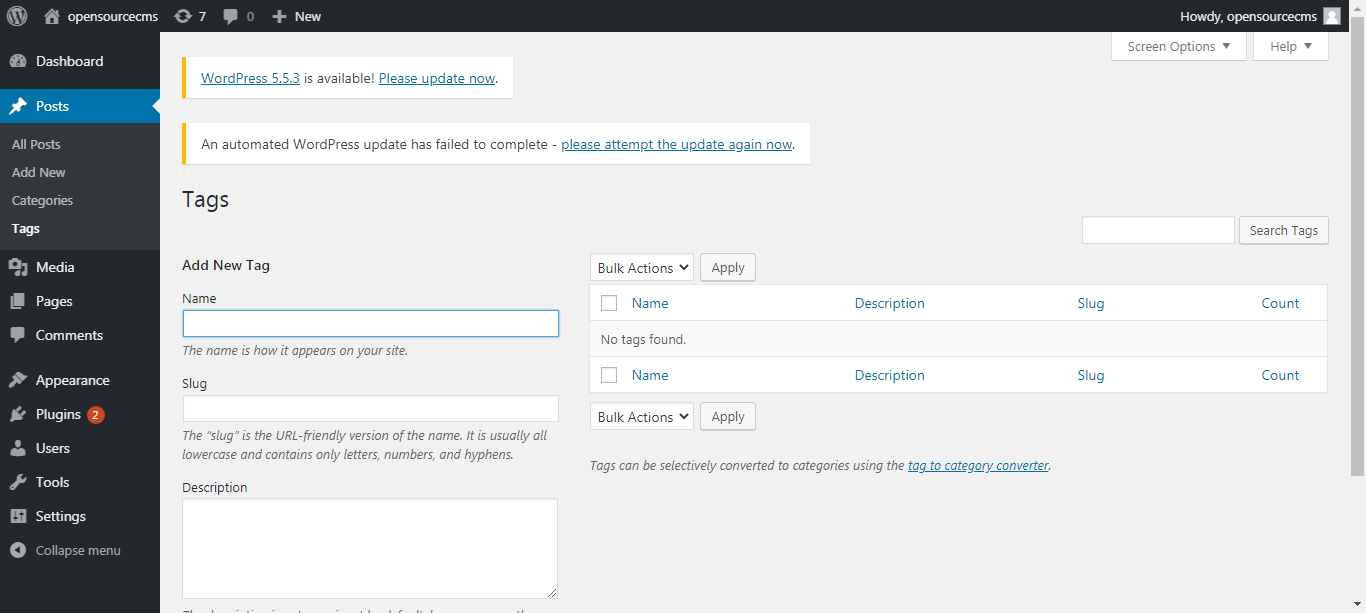 opensourcecms 7 0 New Howdy, opensourcecms
Screen Options Help
Dashboard
Posts
All Posts
Add New
Categories
Tags
Media
Pages
Comments
Appearance
Plugins 2
Users
Tools
Settings
Collapse menu
WordPress 5.5.3 is available! Please update now.
An automated WordPress update has failed to complete - please attempt the update again now.
Tags
Search Tags
Add New Tag
Name
The name is how it appears on your site.
Slug
The “slug” is the URL-friendly version of the name. It is usually all
lowercase and contains only letters, numbers, and hyphens.
Description
Bulk Actions Apply
Name Description Slug Count
No tags found.
Name Description Slug Count
Bulk Actions Apply
Tags can be selectively converted to categories using the tag to category converter.